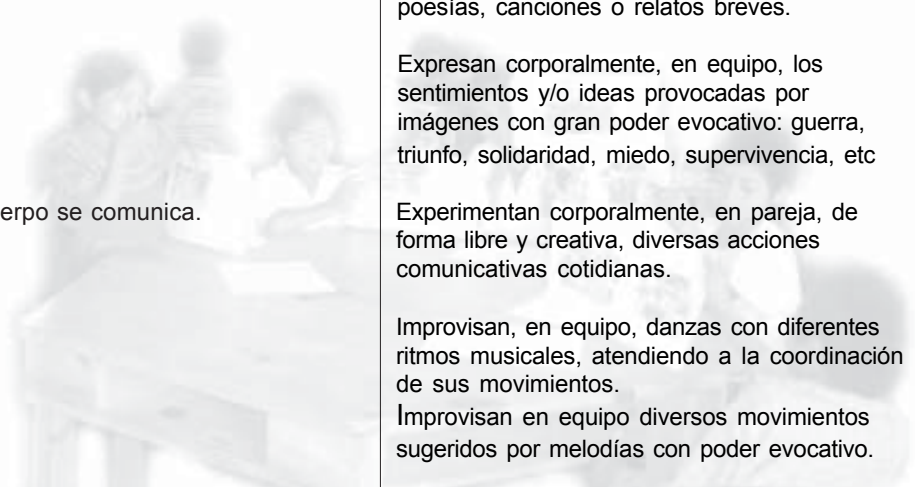 poesías, canciones o relatos breves.
Expresan corporalmente, en equipo, los
sentimientos y/o ideas provocadas por
imágenes con gran poder evocativo: guerra,
triunfo, solidaridad, miedo, supervivencia, etc
erpo se comunica.
Experimentan corporalmente, en pareja, de
forma libre y creativa, diversas acciones
comunicativas cotidianas.
Improvisan, en equipo, danzas con diferentes
ritmos musicales, atendiendo a la coordinación
de sus movimientos.
Improvisan en equipo diversos movimientos
sugeridos por melodías con poder evocativo.